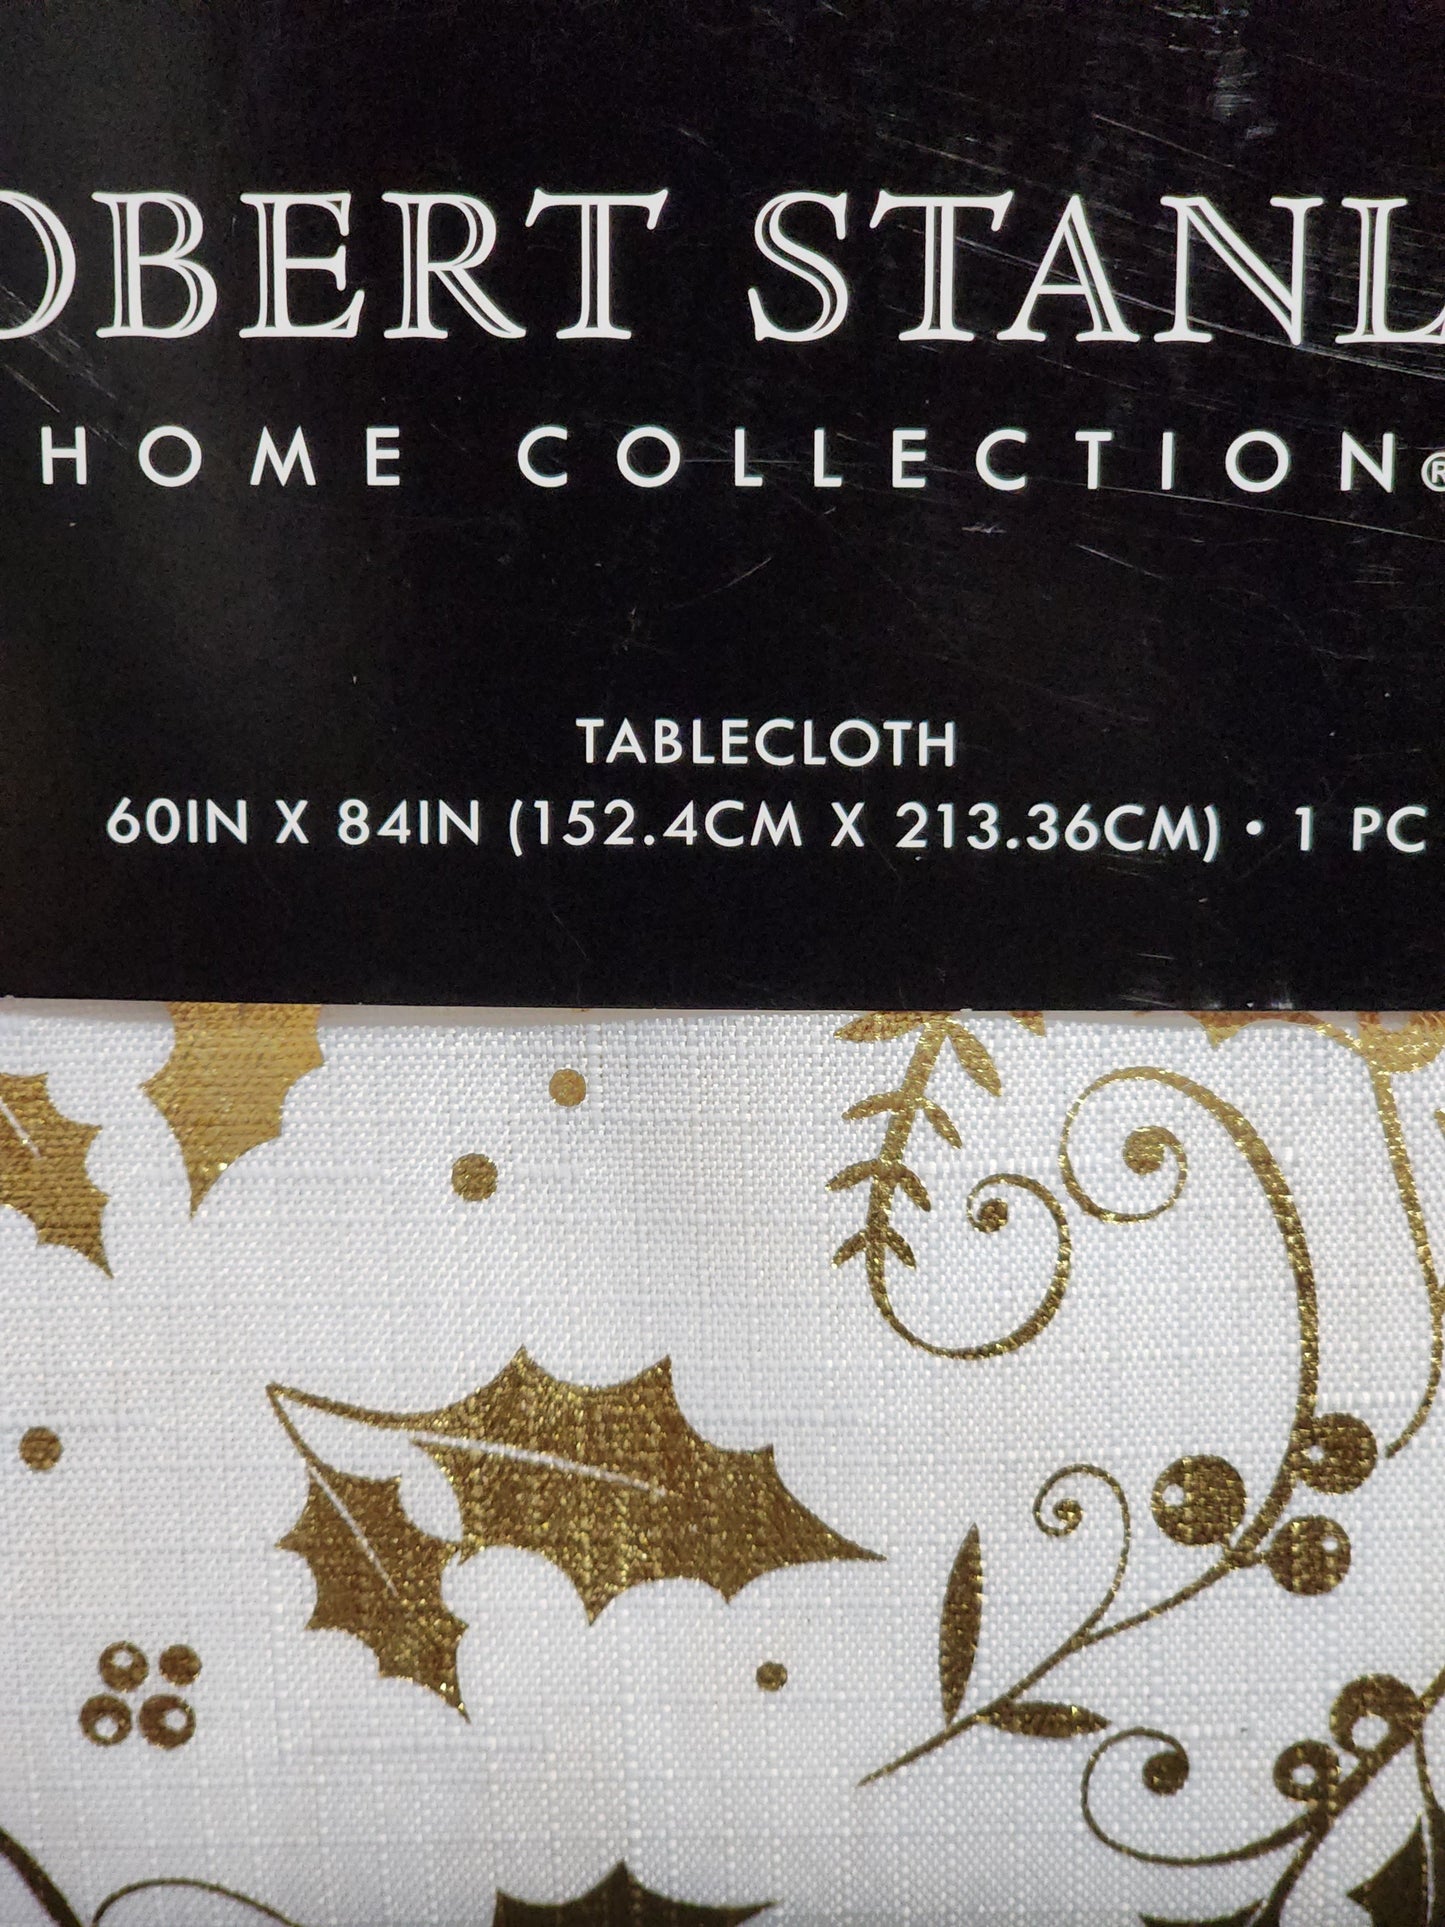 OBERT STANL
HOME COLLECTION®
TABLECLOTH
60IN X 84IN (152.4CM X 213.36CM) • 1 PC